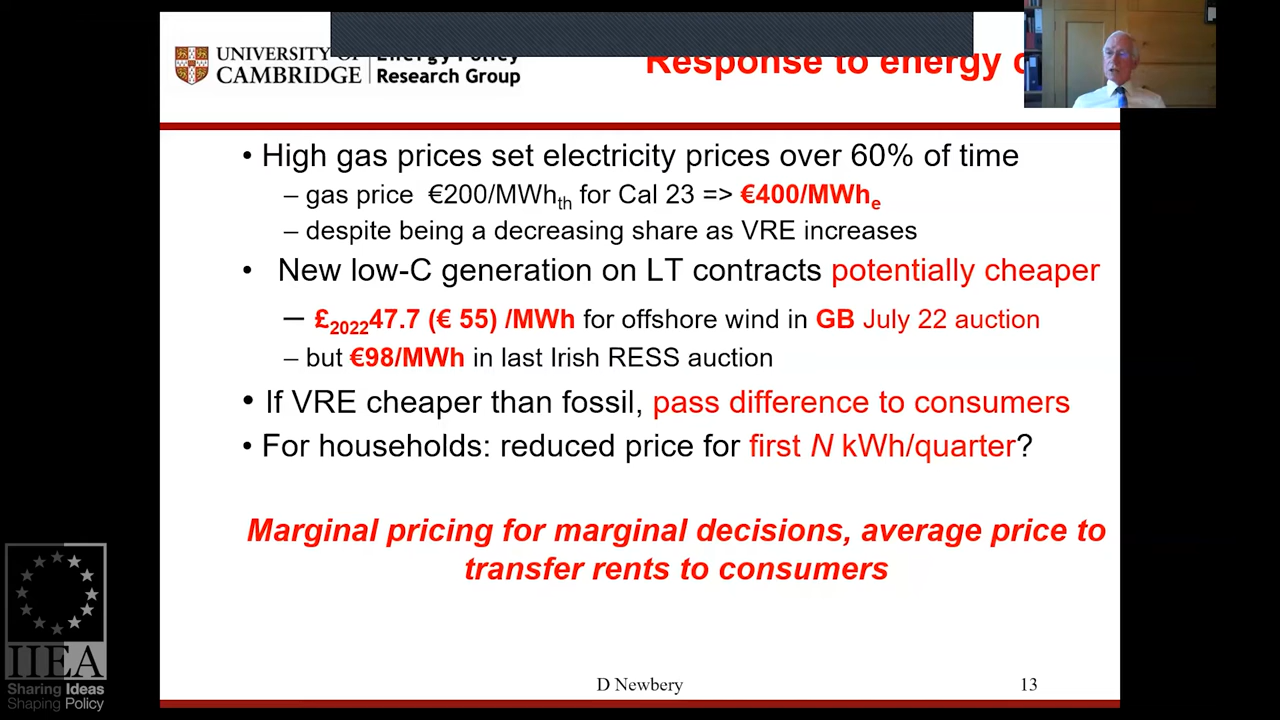 UNIVERSITY OF
CAMBRIDGE
Energy Policy
Research Group
Response to energy
• High gas prices set electricity prices over 60% of time
– gas price €200/MWhth for Cal 23 => €400/MWhe
– despite being a decreasing share as VRE increases
• New low-C generation on LT contracts potentially cheaper
– £202247.7 (€ 55) /MWh for offshore wind in GB July 22 auction
– but €98/MWh in last Irish RESS auction
• If VRE cheaper than fossil, pass difference to consumers
• For households: reduced price for first N kWh/quarter?
Marginal pricing for marginal decisions, average price to
transfer rents to consumers
D Newbery
13
IIEA
Sharing Ideas
Shaping Policy